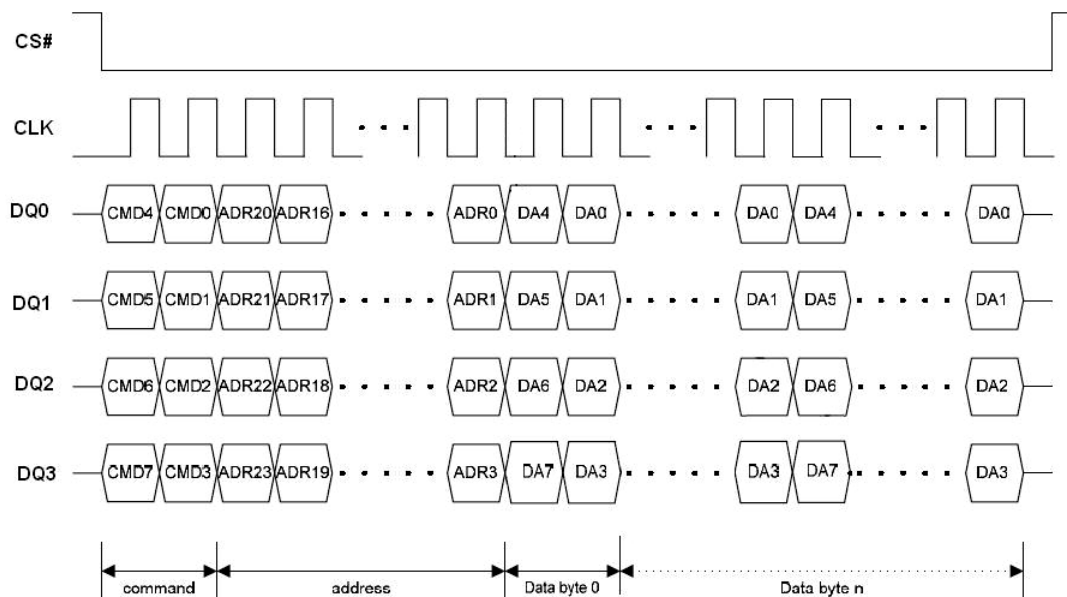 CS#
CLK
DQ0 CMD4 CMD0 ADR20 ADR16 ADR0 DA4 DA0 DA0 DA4 DA0
DQ1 CMD5 CMD1 ADR21 ADR17 ADR1 DA5 DA1 DA1 DA5 DA1
DQ2 CMD6 CMD2 ADR22 ADR18 ADR2 DA6 DA2 DA2 DA6 DA2
DQ3 CMD7 CMD3 ADR23 ADR19 ADR3 DA7 DA3 DA3 DA7 DA3
command address Data byte 0 Data byte n